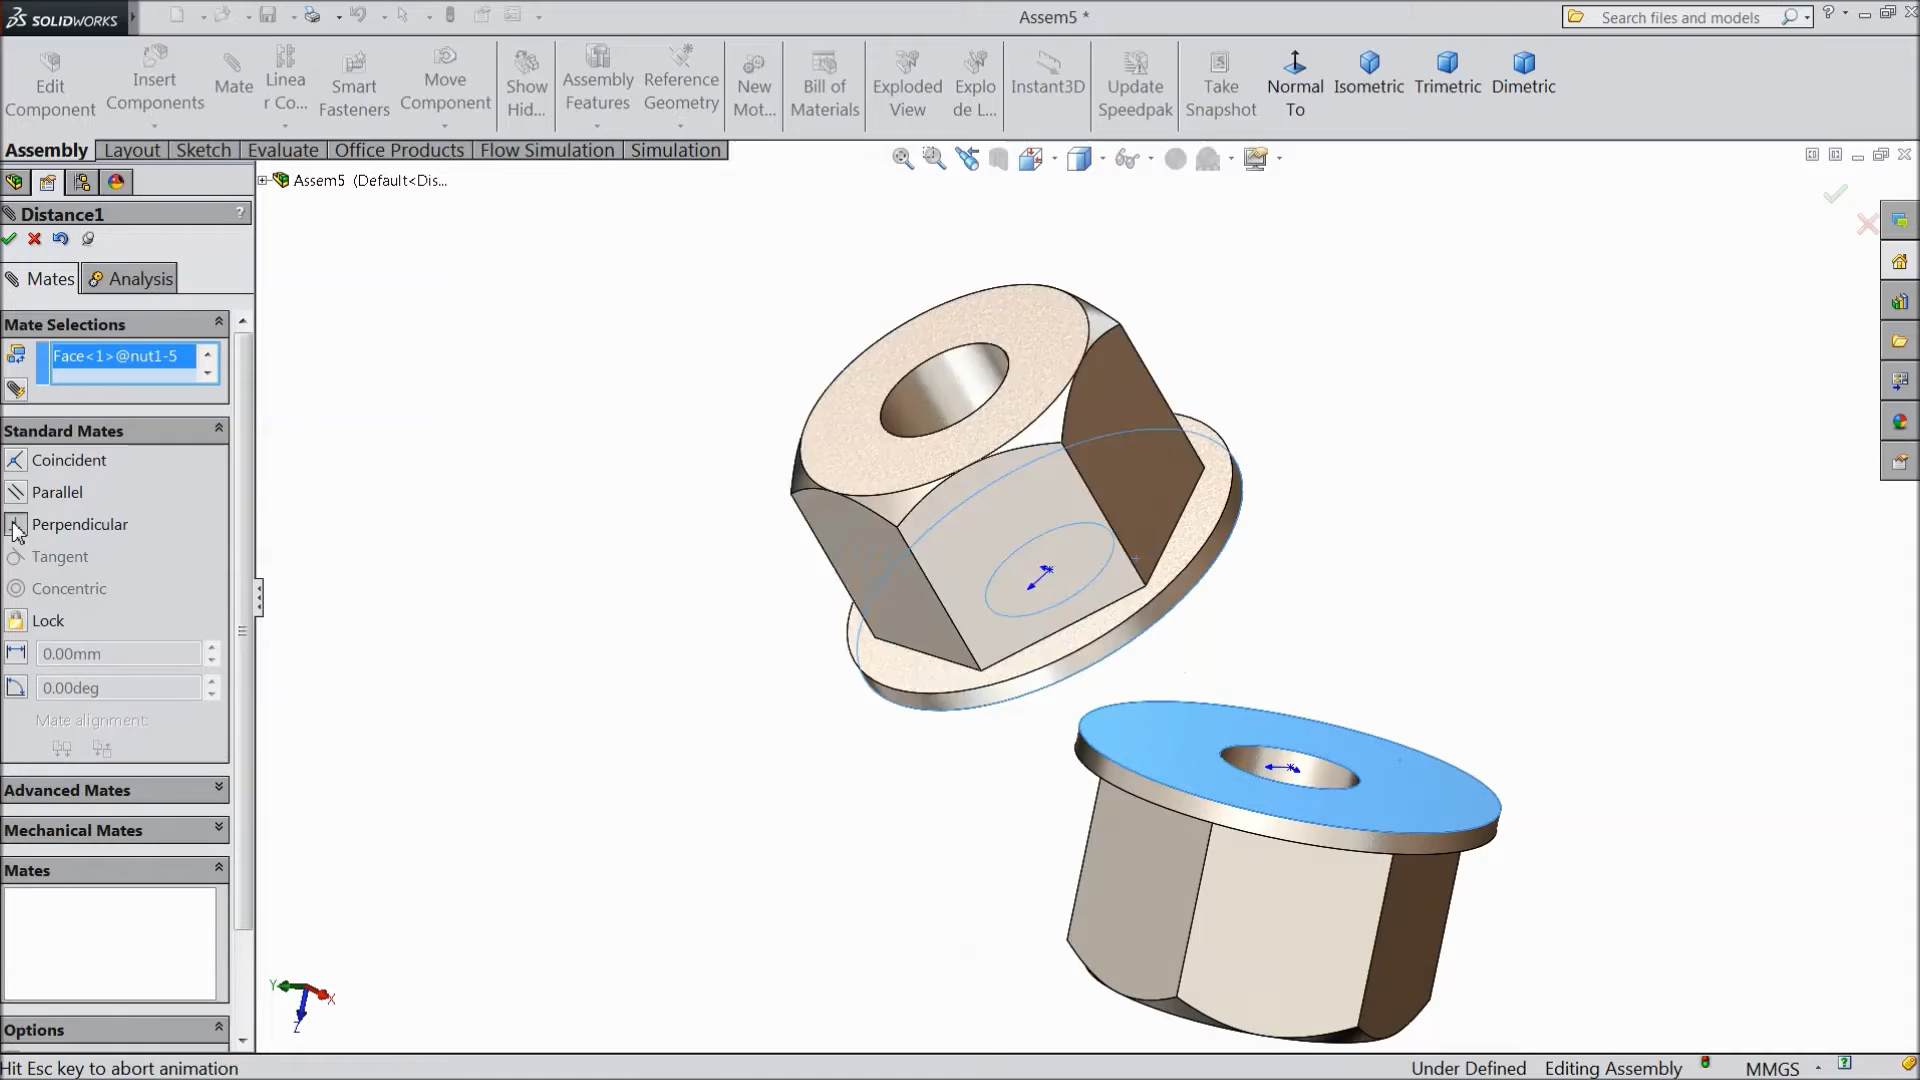 SOLIDWORKS
Assem5 *
Search files and models
?
Edit Component
Insert Components
Mate
Linea r Co...
Smart Fasteners
Move Component
Show Hid...
Assembly Features
Reference Geometry
New Mot...
Bill of Materials
Exploded View
Explo de L...
Instant3D
Update Speedpak
Take Snapshot
Normal To
Isometric
Trimetric
Dimetric
Assembly
Layout
Sketch
Evaluate
Office Products
Flow Simulation
Simulation
Assem5 (Default<Dis...
Distance1
?
Mates
Analysis
Mate Selections
Face<1>@nut1-5
Standard Mates
Coincident
Parallel
Perpendicular
Tangent
Concentric
Lock
0.00mm
0.00deg
Mate alignment:
Advanced Mates
Mechanical Mates
Mates
Options
Y
X
Z
Hit Esc key to abort animation
Under Defined
Editing Assembly
MMGS
?